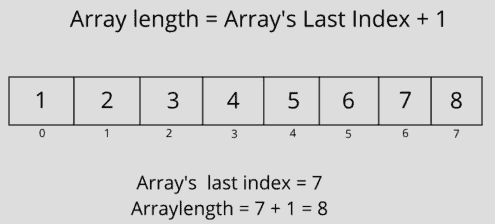 Array length = Array's Last Index + 1
1 2 3 4 5 6 7 8
0 1 2 3 4 5 6 7
Array's last index = 7
Arraylength = 7 + 1 = 8